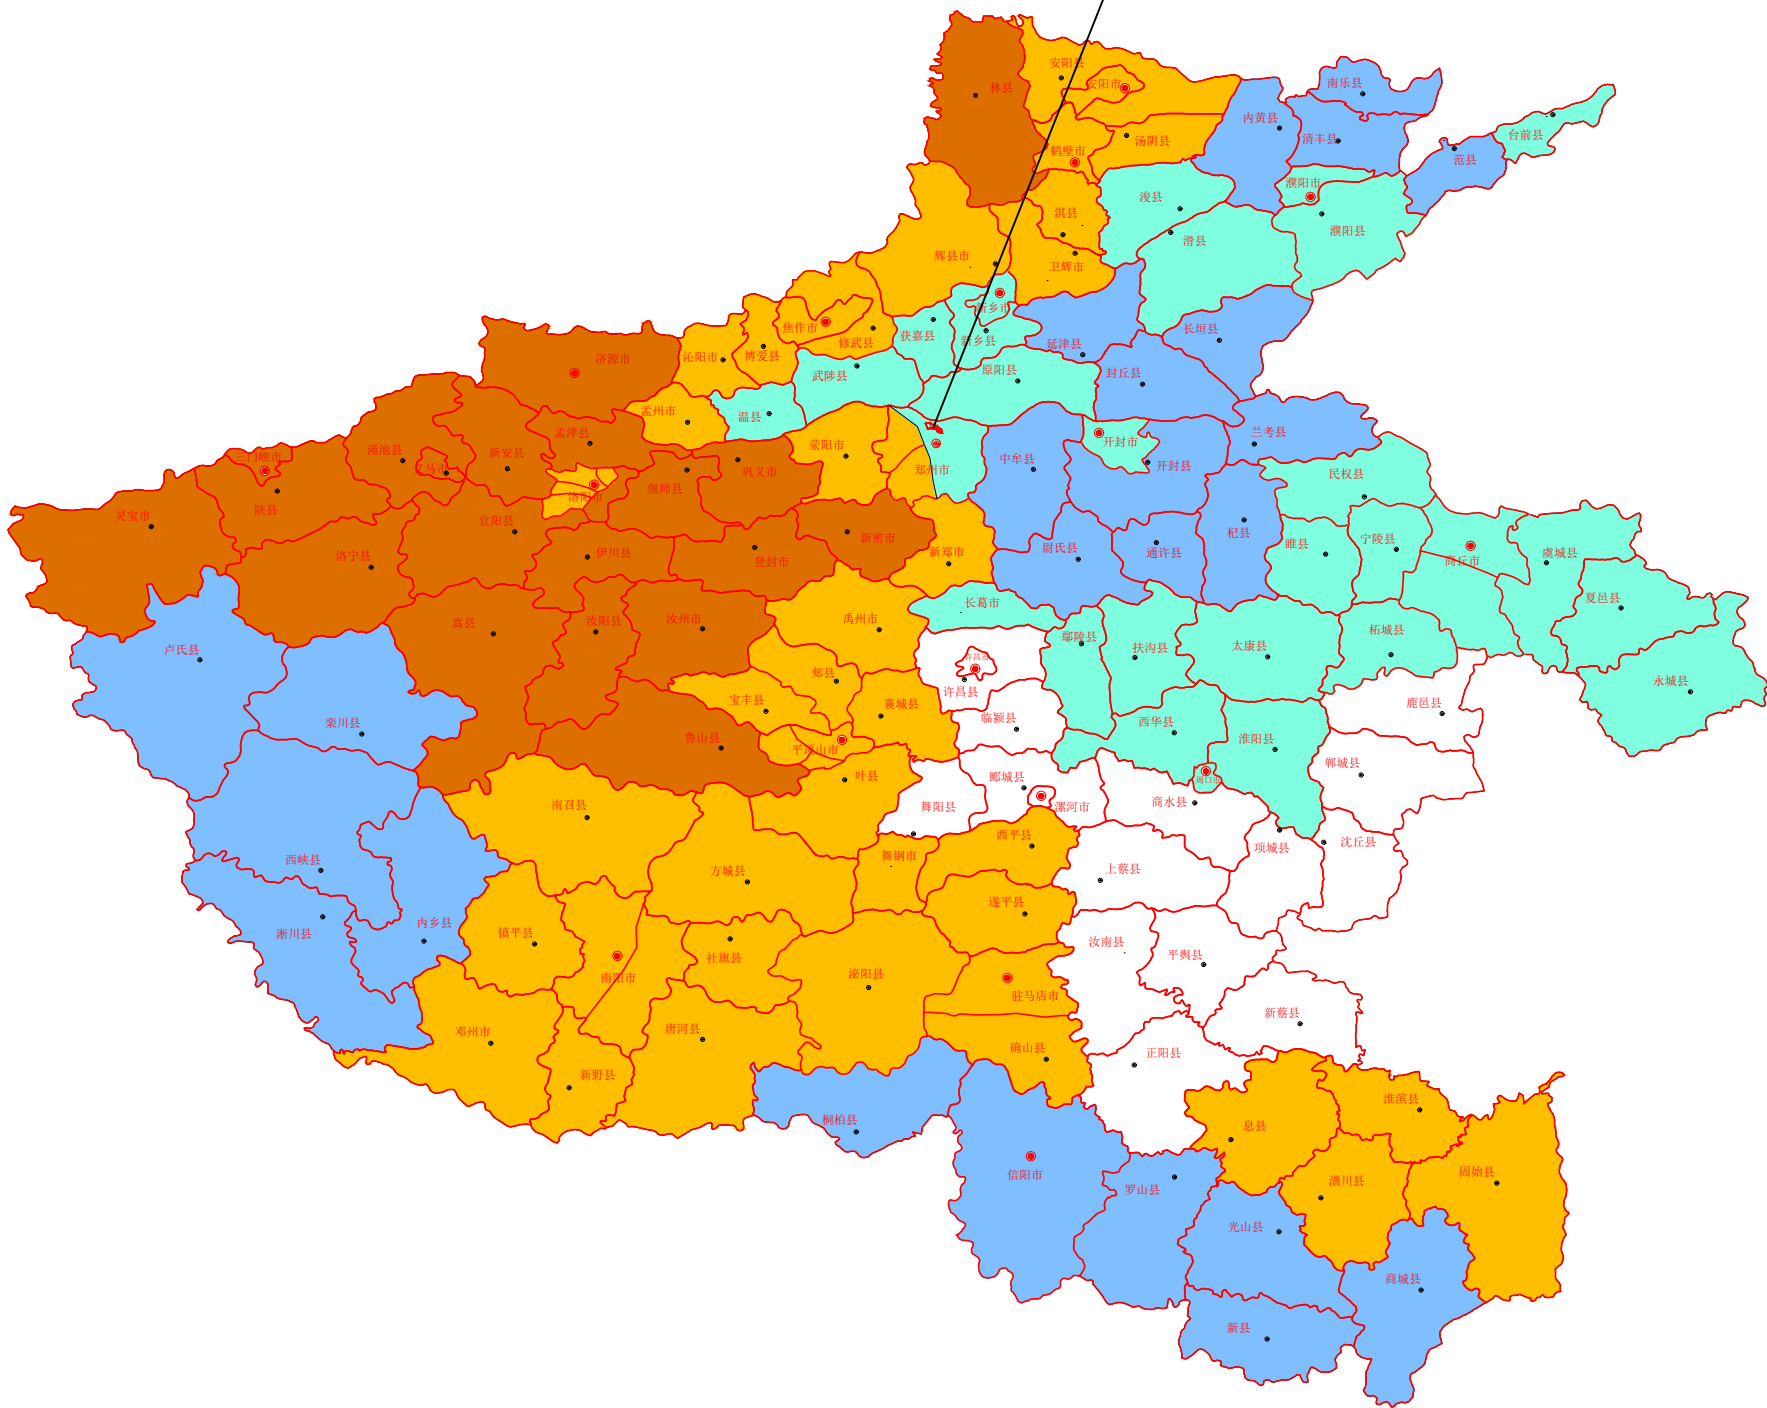 安阳县
安阳市
林县
南乐县
内黄县
清丰县
台前县
汤阴县
鹤壁市
范县
濮阳市
浚县
淇县
濮阳县
滑县
辉县市
卫辉市
新乡市
焦作市
长垣县
获嘉县
新乡县
修武县
延津县
济源市
沁阳市
博爱县
原阳县
封丘县
武陟县
孟州市
温县
孟津县
兰考县
开封市
荥阳市
渑池县
新安县
三门峡市
中牟县
开封县
义马市
郑州市
巩义市
民权县
偃师县
洛阳市
陕县
灵宝市
宜阳县
杞县
新密市
宁陵县
睢县
尉氏县
通许县
新郑市
伊川县
洛宁县
虞城县
登封市
商丘市
夏邑县
长葛市
禹州市
汝州市
汝阳县
嵩县
柘城县
鄢陵县
扶沟县
太康县
卢氏县
许昌市
郏县
永城县
许昌县
宝丰县
襄城县
鹿邑县
临颍县
栾川县
西华县
淮阳县
鲁山县
平顶山市
郸城县
叶县
郾城县
周口市
南召县
舞阳县
漯河市
商水县
西平县
沈丘县
项城县
舞钢市
西峡县
方城县
上蔡县
遂平县
内乡县
淅川县
镇平县
汝南县
社旗县
平舆县
泌阳县
南阳市
驻马店市
新蔡县
邓州市
唐河县
确山县
正阳县
新野县
淮滨县
桐柏县
息县
固始县
信阳市
潢川县
罗山县
光山县
商城县
新县